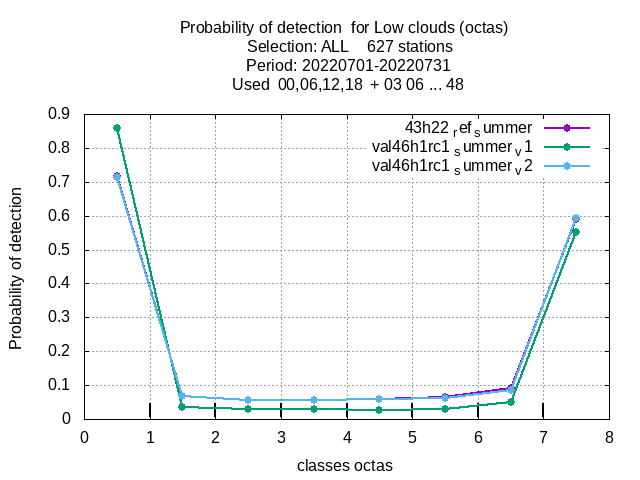 Probability of detection  for Low clouds (octas)
Selection: ALL    627 stations
Period: 20220701-20220731
Used  00,06,12,18  + 03 06 ... 48
43h22 ref summer
val46h1rc1 summer v1
val46h1rc1 summer v2
0.9
0.8
0.7
0.6
0.5
0.4
0.3
0.2
0.1
0
Probability of detection
0 1 2 3 4 5 6 7 8
classes octas